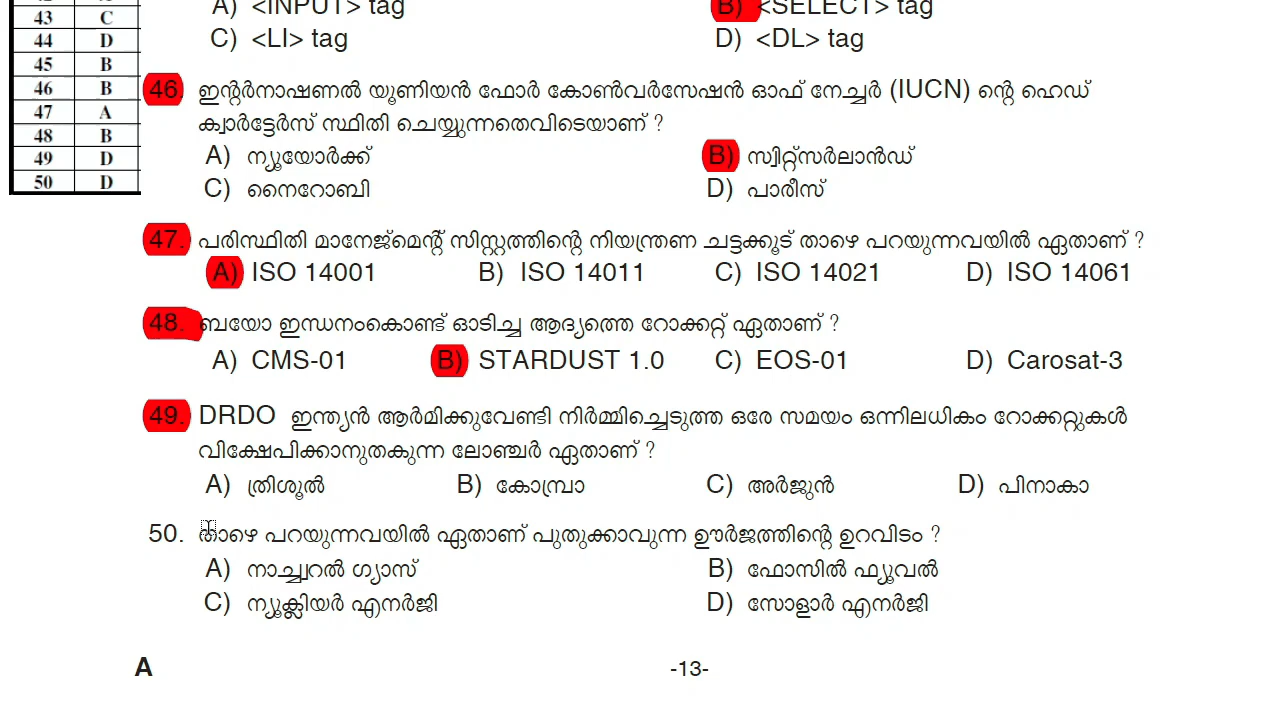 A) <INPUT> tag B) <SELECT> tag
43 C
44 D
C) <LI> tag D) <DL> tag
45 B
46 B
47 A
48 B
49 D
50 D
46 ഇന്റർനാഷണൽ യൂണിയൻ ഫോർ കോൺവർസേഷൻ ഓഫ് നേച്ചർ (IUCN) ന്റെ ഹെഡ്
ക്വാർട്ടേർസ് സ്ഥിതി ചെയ്യുന്നതെവിടെയാണ് ?
A) ന്യൂയോർക്ക് B) സ്വിറ്റ്സർലാൻഡ്
C) നൈറോബി D) പാരീസ്
47. പരിസ്ഥിതി മാനേജ്മെന്റ് സിസ്റ്റത്തിന്റെ നിയന്ത്രണ ചട്ടക്കൂട് താഴെ പറയുന്നവയിൽ ഏതാണ് ?
A) ISO 14001 B) ISO 14011 C) ISO 14021 D) ISO 14061
48. ബയോ ഇന്ധനംകൊണ്ട് ഓടിച്ച ആദ്യത്തെ റോക്കറ്റ് ഏതാണ് ?
A) CMS-01 B) STARDUST 1.0 C) EOS-01 D) Carosat-3
49. DRDO ഇന്ത്യൻ ആർമിക്കുവേണ്ടി നിർമ്മിച്ചെടുത്ത ഒരേ സമയം ഒന്നിലധികം റോക്കറ്റുകൾ
വിക്ഷേപിക്കാനുതകുന്ന ലോഞ്ചർ ഏതാണ് ?
A) ത്രിശൂൽ B) കോമ്പ്രാ C) അർജുൻ D) പിനാകാ
50. താഴെ പറയുന്നവയിൽ ഏതാണ് പുതുക്കാവുന്ന ഊർജത്തിന്റെ ഉറവിടം ?
A) നാച്ച്വറൽ ഗ്യാസ് B) ഫോസിൽ ഫ്യൂവൽ
C) ന്യൂക്ലിയർ എനർജി D) സോളാർ എനർജി
A -13-